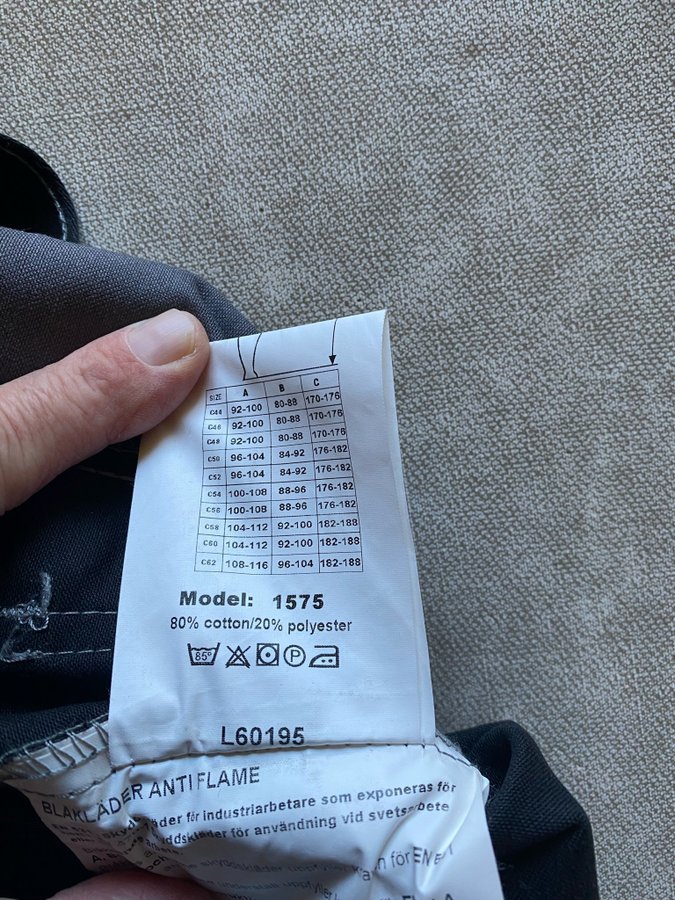 SIZE A B C
C44 92-100 80-88 170-176
C46 92-100 80-88 170-176
C48 92-100 80-88 170-176
C50 96-104 84-92 176-182
C52 96-104 84-92 176-182
C54 100-108 88-96 176-182
C56 100-108 88-96 176-182
C58 104-112 92-100 182-188
C60 104-112 92-100 182-188
C62 108-116 96-104 182-188
Model: 1575
80% cotton/20% polyester
85° P
L60195
BLÅKLÄDER ANTIFLAME
för industriarbetare som exponeras för
för användning vid svetsarbete